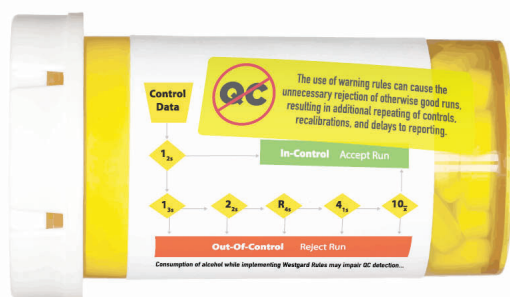 QC
The use of warning rules can cause the
unnecessary rejection of otherwise good runs,
resulting in additional repeating of controls,
recalibrations, and delays to reporting.
Control
Data
1₂ₛ
In-Control Accept Run
1₃ₛ
2₂ₛ
R₄ₛ
4₁ₛ
10x̅
Out-Of-Control Reject Run
Consumption of alcohol while implementing Westgard Rules may impair QC detection...